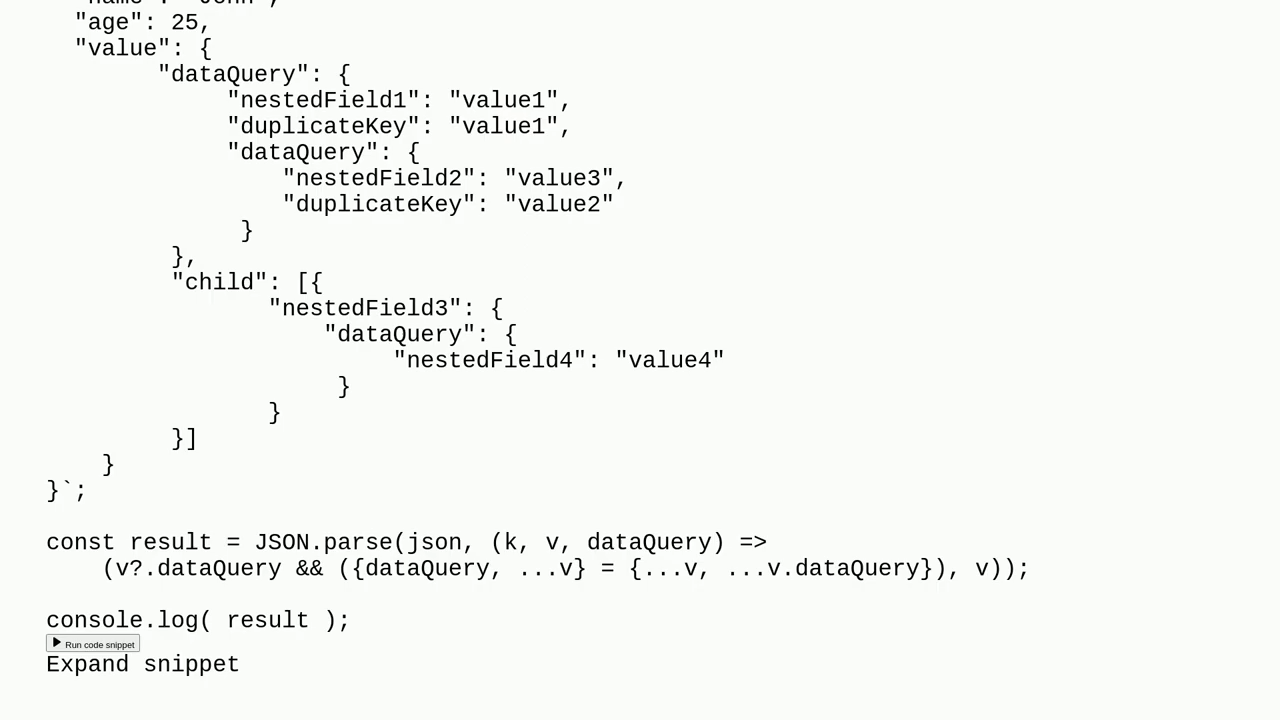 "age": 25,
"value": {
"dataQuery": {
"nestedField1": "value1",
"duplicateKey": "value1",
"dataQuery": {
"nestedField2": "value3",
"duplicateKey": "value2"
}
},
"child": [{
"nestedField3": {
"dataQuery": {
"nestedField4": "value4"
}
}
}]
}
}`;
const result = JSON.parse(json, (k, v, dataQuery) =>
(v?.dataQuery && ({dataQuery, ...v} = {...v, ...v.dataQuery}), v));
console.log( result );
Run code snippet
Expand snippet